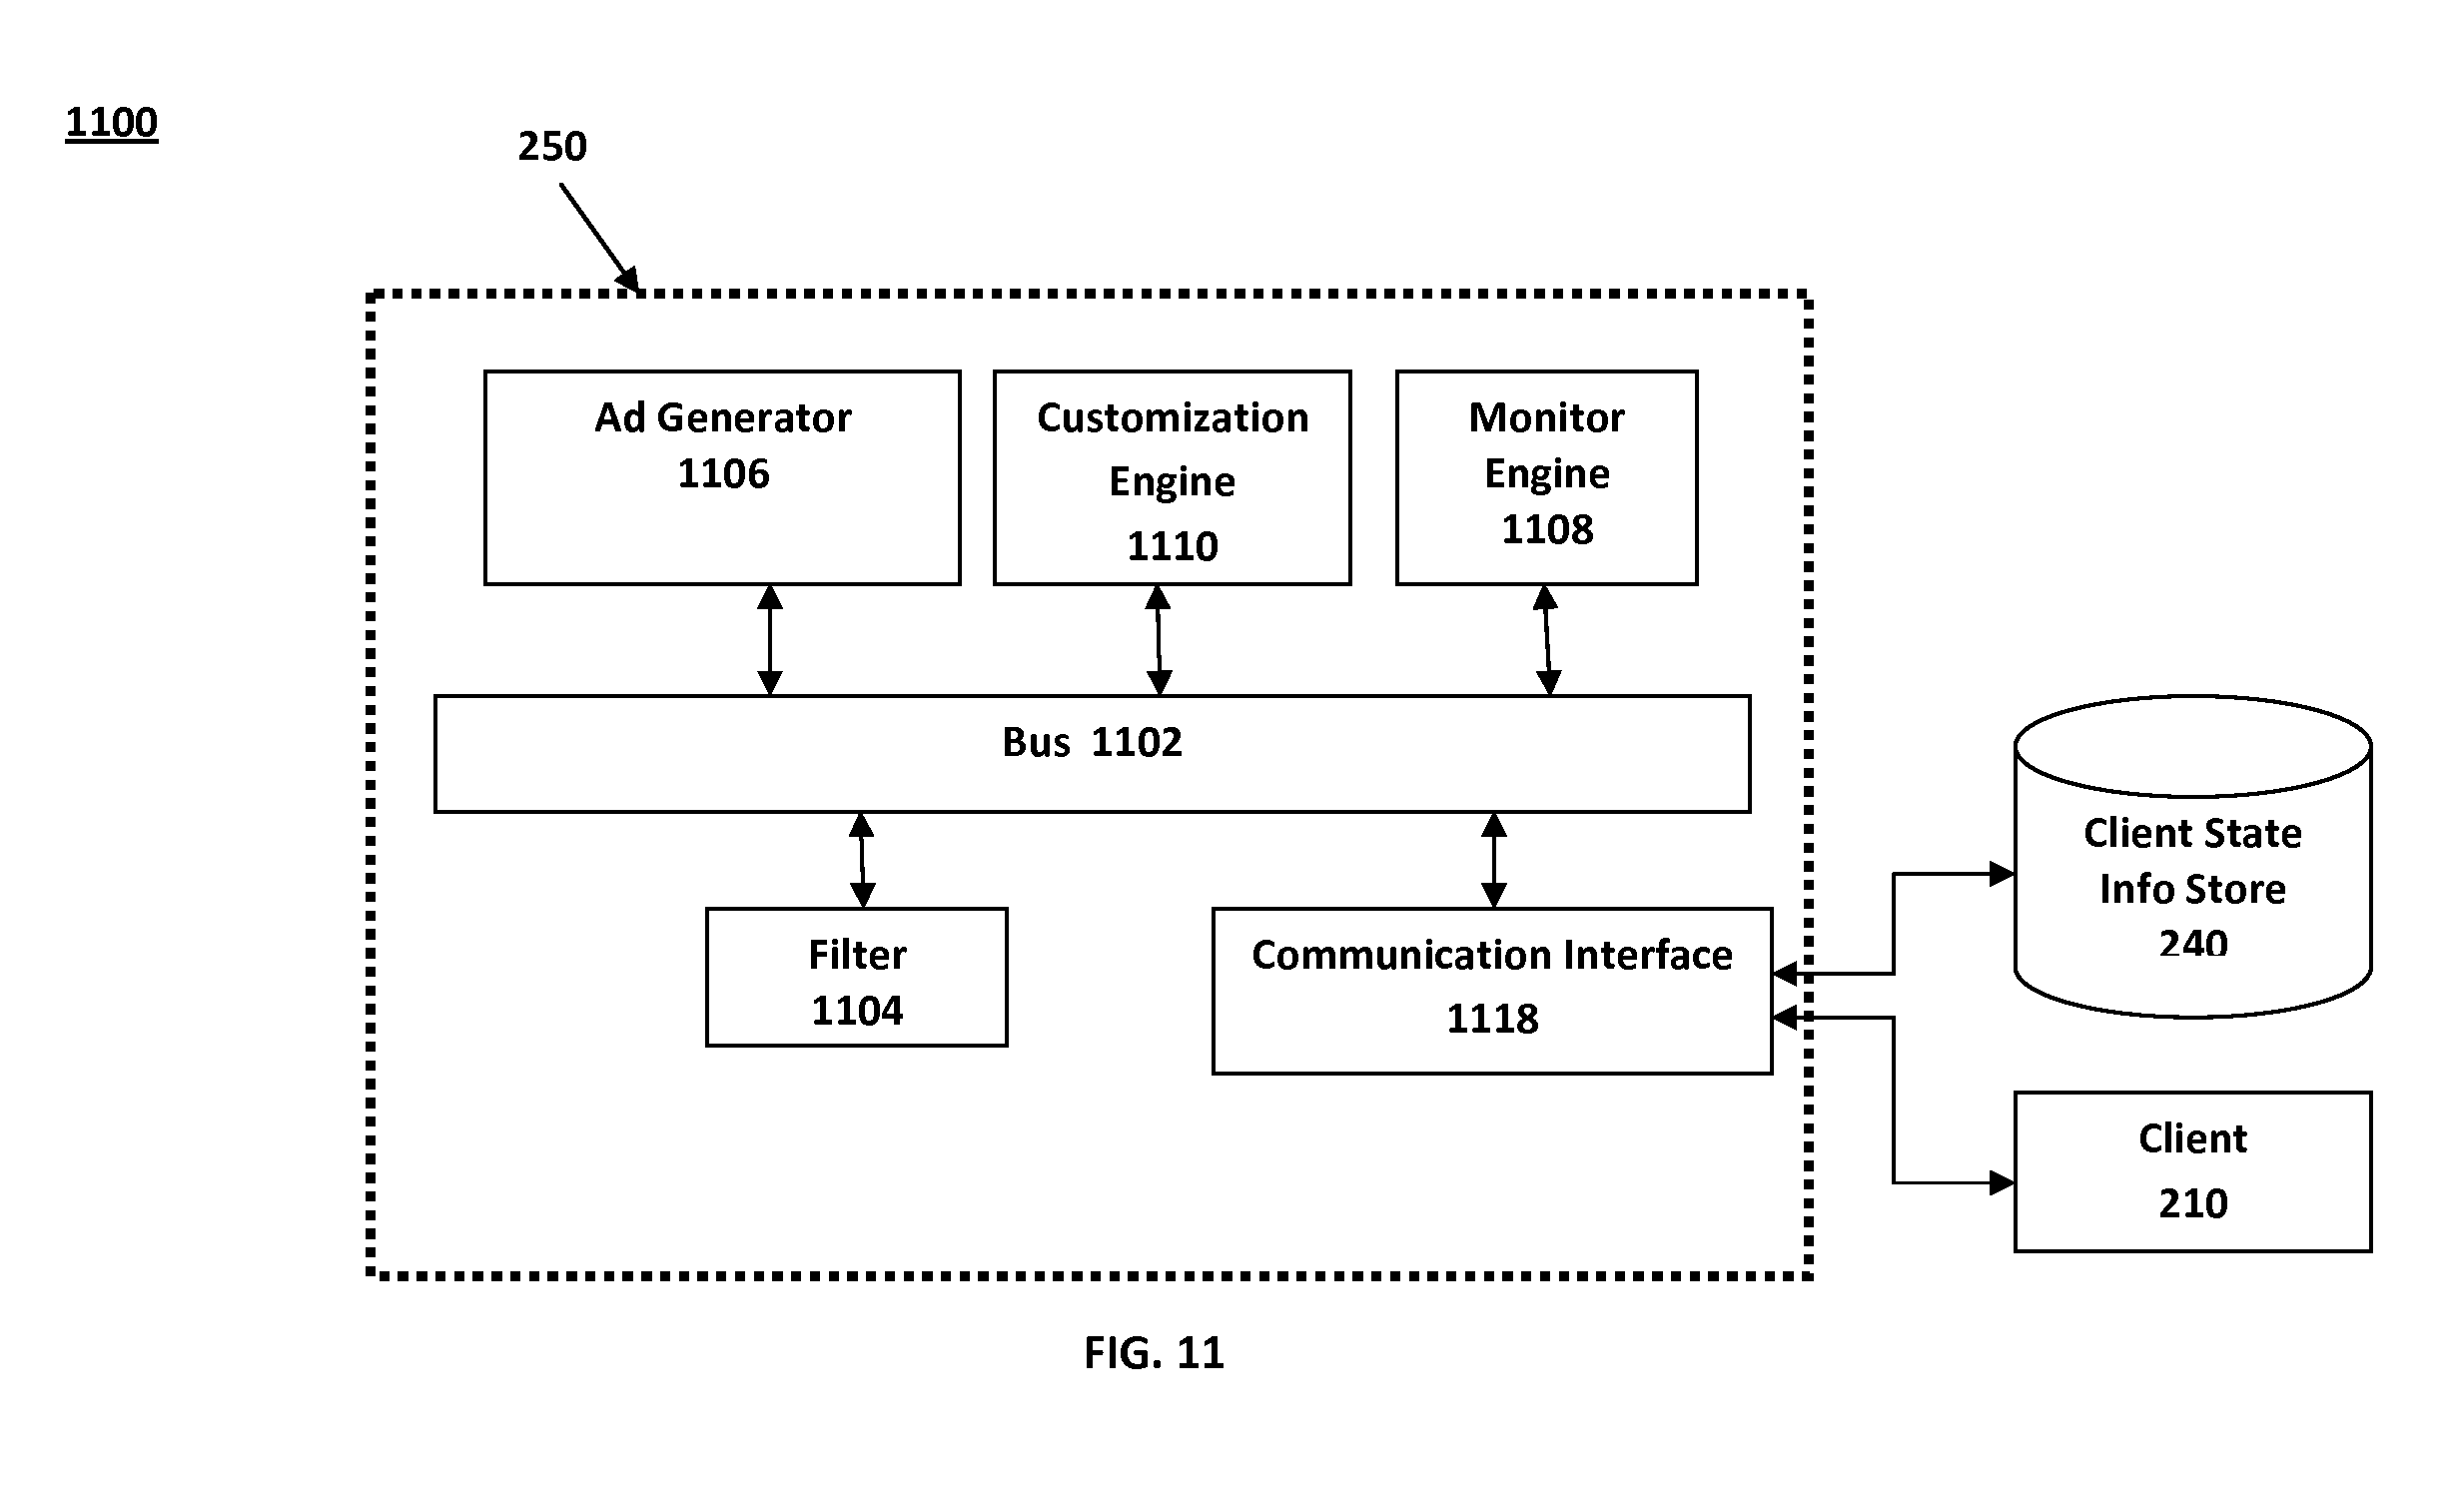 1100
250
Ad Generator
1106
Customization
Engine
1110
Monitor
Engine
1108
Bus 1102
Filter
1104
Communication Interface
1118
Client State
Info Store
240
Client
210
FIG. 11